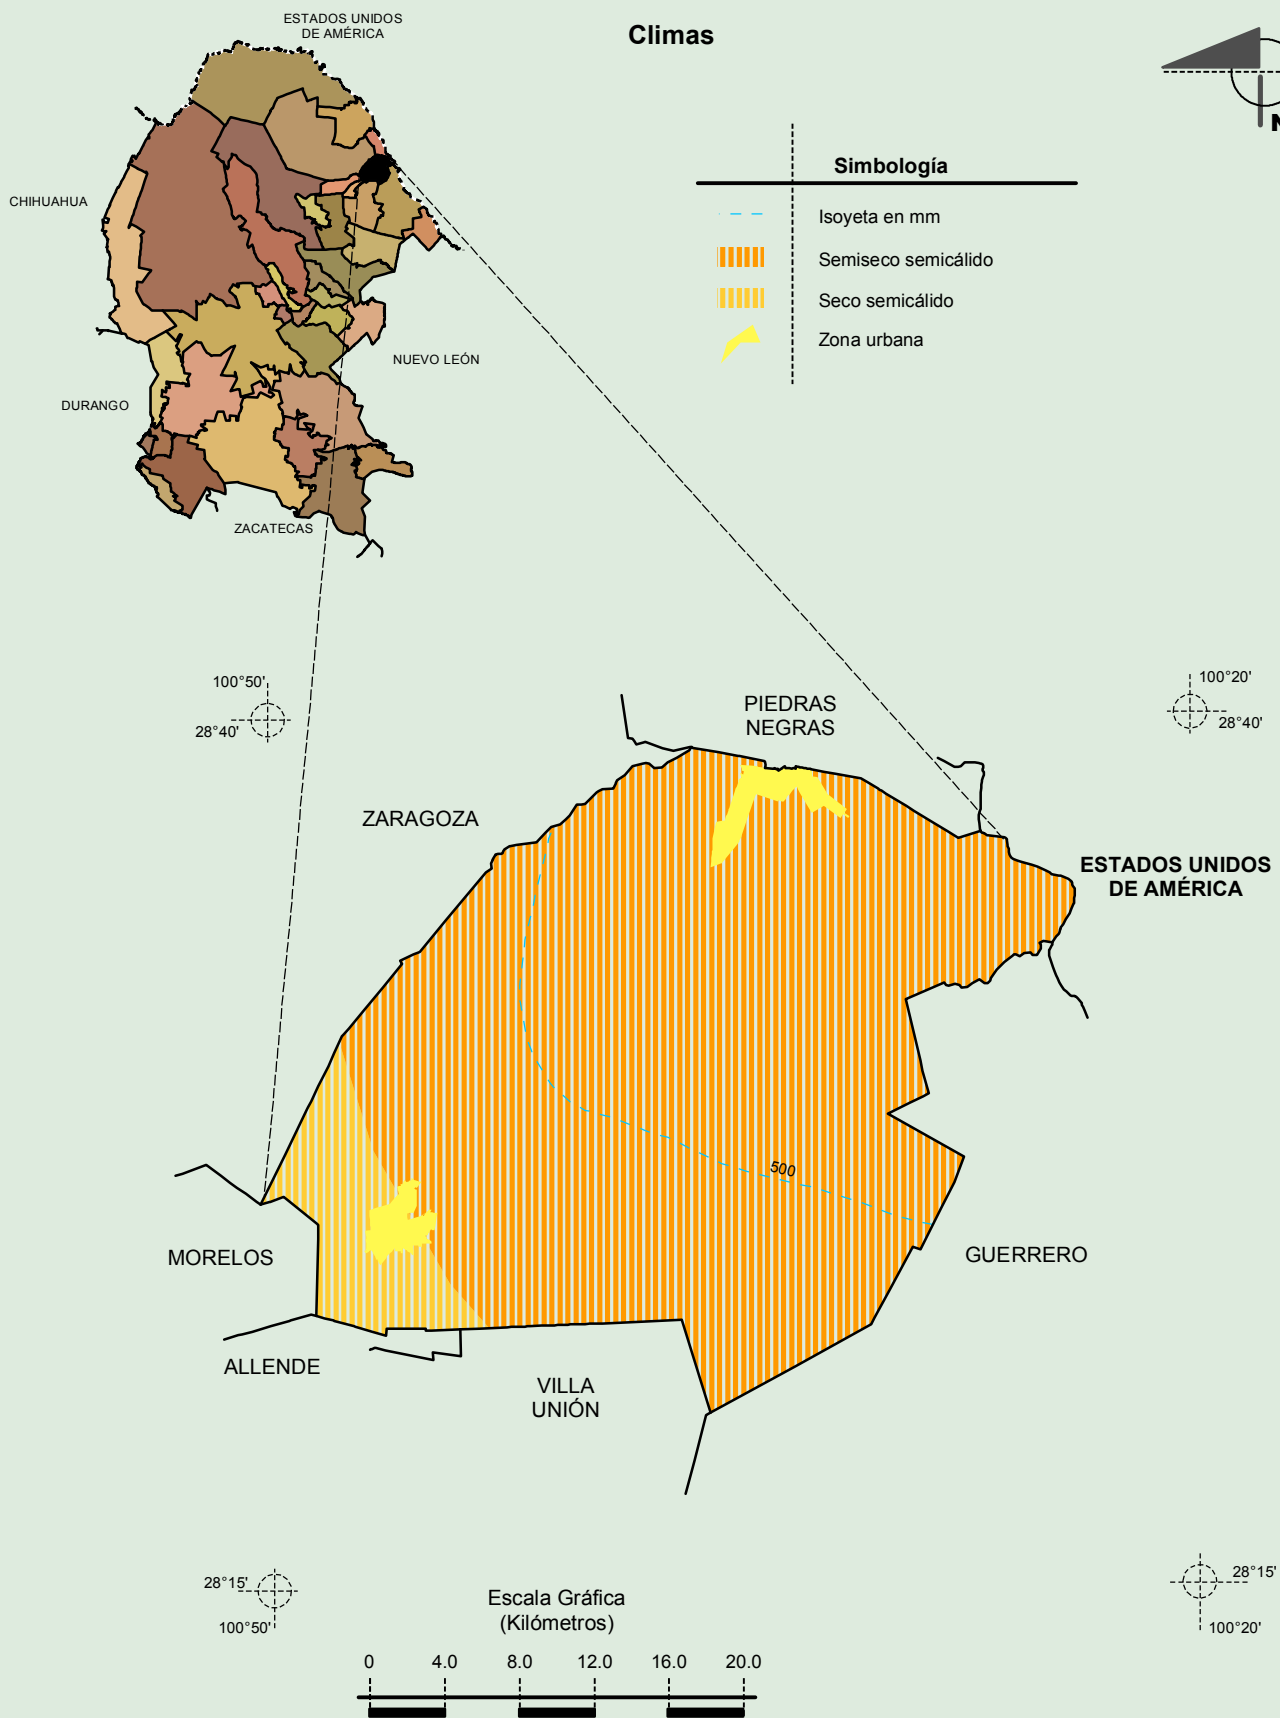 ESTADOS UNIDOS
DE AMÉRICA
Climas
N
Simbología
CHIHUAHUA
Isoyeta en mm
Semiseco semicálido
Seco semicálido
Zona urbana
NUEVO LEÓN
DURANGO
ZACATECAS
100°50'
28°40'
100°20'
28°40'
PIEDRAS
NEGRAS
ZARAGOZA
ESTADOS UNIDOS
DE AMÉRICA
500
MORELOS
GUERRERO
ALLENDE
VILLA
UNIÓN
28°15'
100°50'
28°15'
100°20'
Escala Gráfica
(Kilómetros)
0 4.0 8.0 12.0 16.0 20.0